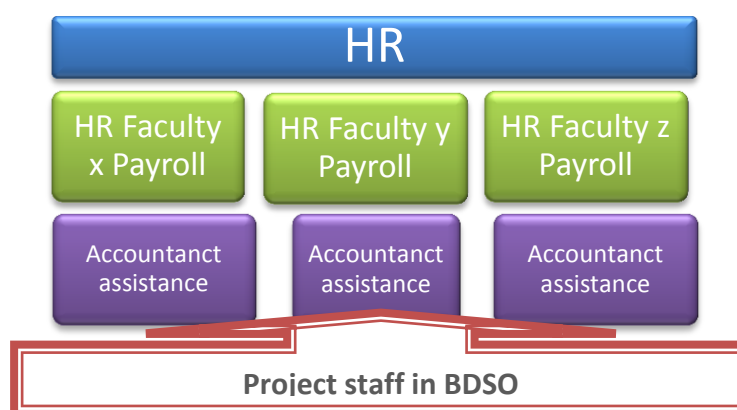 HR
HR Faculty
x Payroll
HR Faculty y
Payroll
HR Faculty z
Payroll
Accountanct
assistance
Accountanct
assistance
Accountanct
assistance
Project staff in BDSO